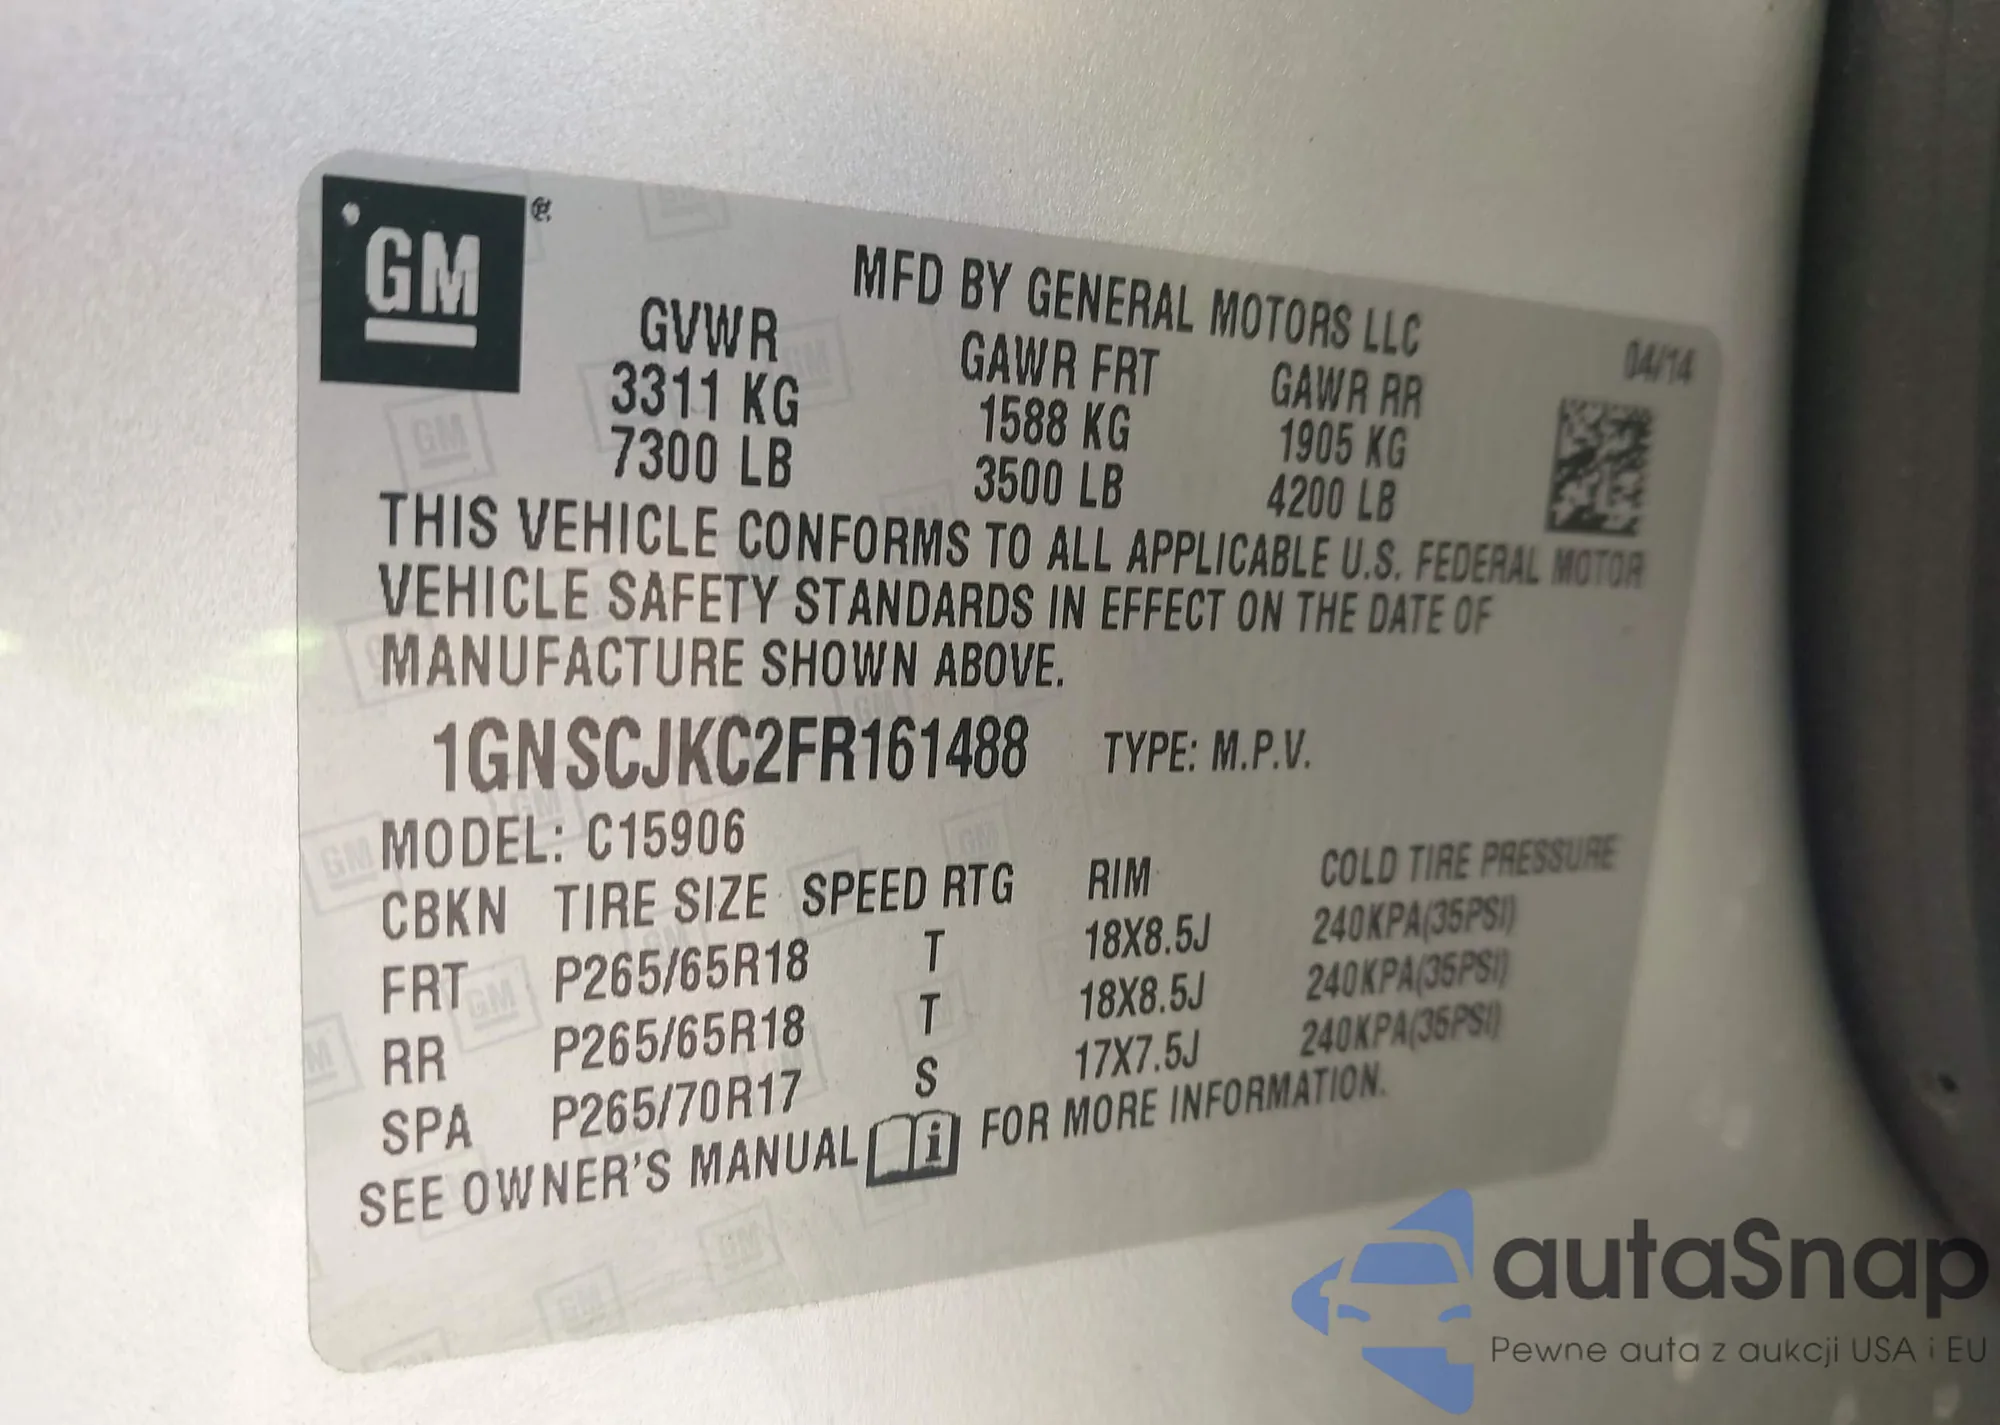 GM
MFD BY GENERAL MOTORS LLC
04/14
GVWR GAWR FRT GAWR RR
3311 KG 1588 KG 1905 KG
7300 LB 3500 LB 4200 LB
THIS VEHICLE CONFORMS TO ALL APPLICABLE U.S. FEDERAL MOTOR
VEHICLE SAFETY STANDARDS IN EFFECT ON THE DATE OF
MANUFACTURE SHOWN ABOVE.
1GNSCJKC2FR161488 TYPE: M.P.V.
MODEL: C15906
CBKN TIRE SIZE SPEED RTG RIM COLD TIRE PRESSURE
FRT P265/65R18 T 18X8.5J 240KPA(35PSI)
RR P265/65R18 T 18X8.5J 240KPA(35PSI)
SPA P265/70R17 S 17X7.5J 240KPA(35PSI)
SEE OWNER'S MANUAL i FOR MORE INFORMATION.
autaSnap
Pewne auta z aukcji USA i EU